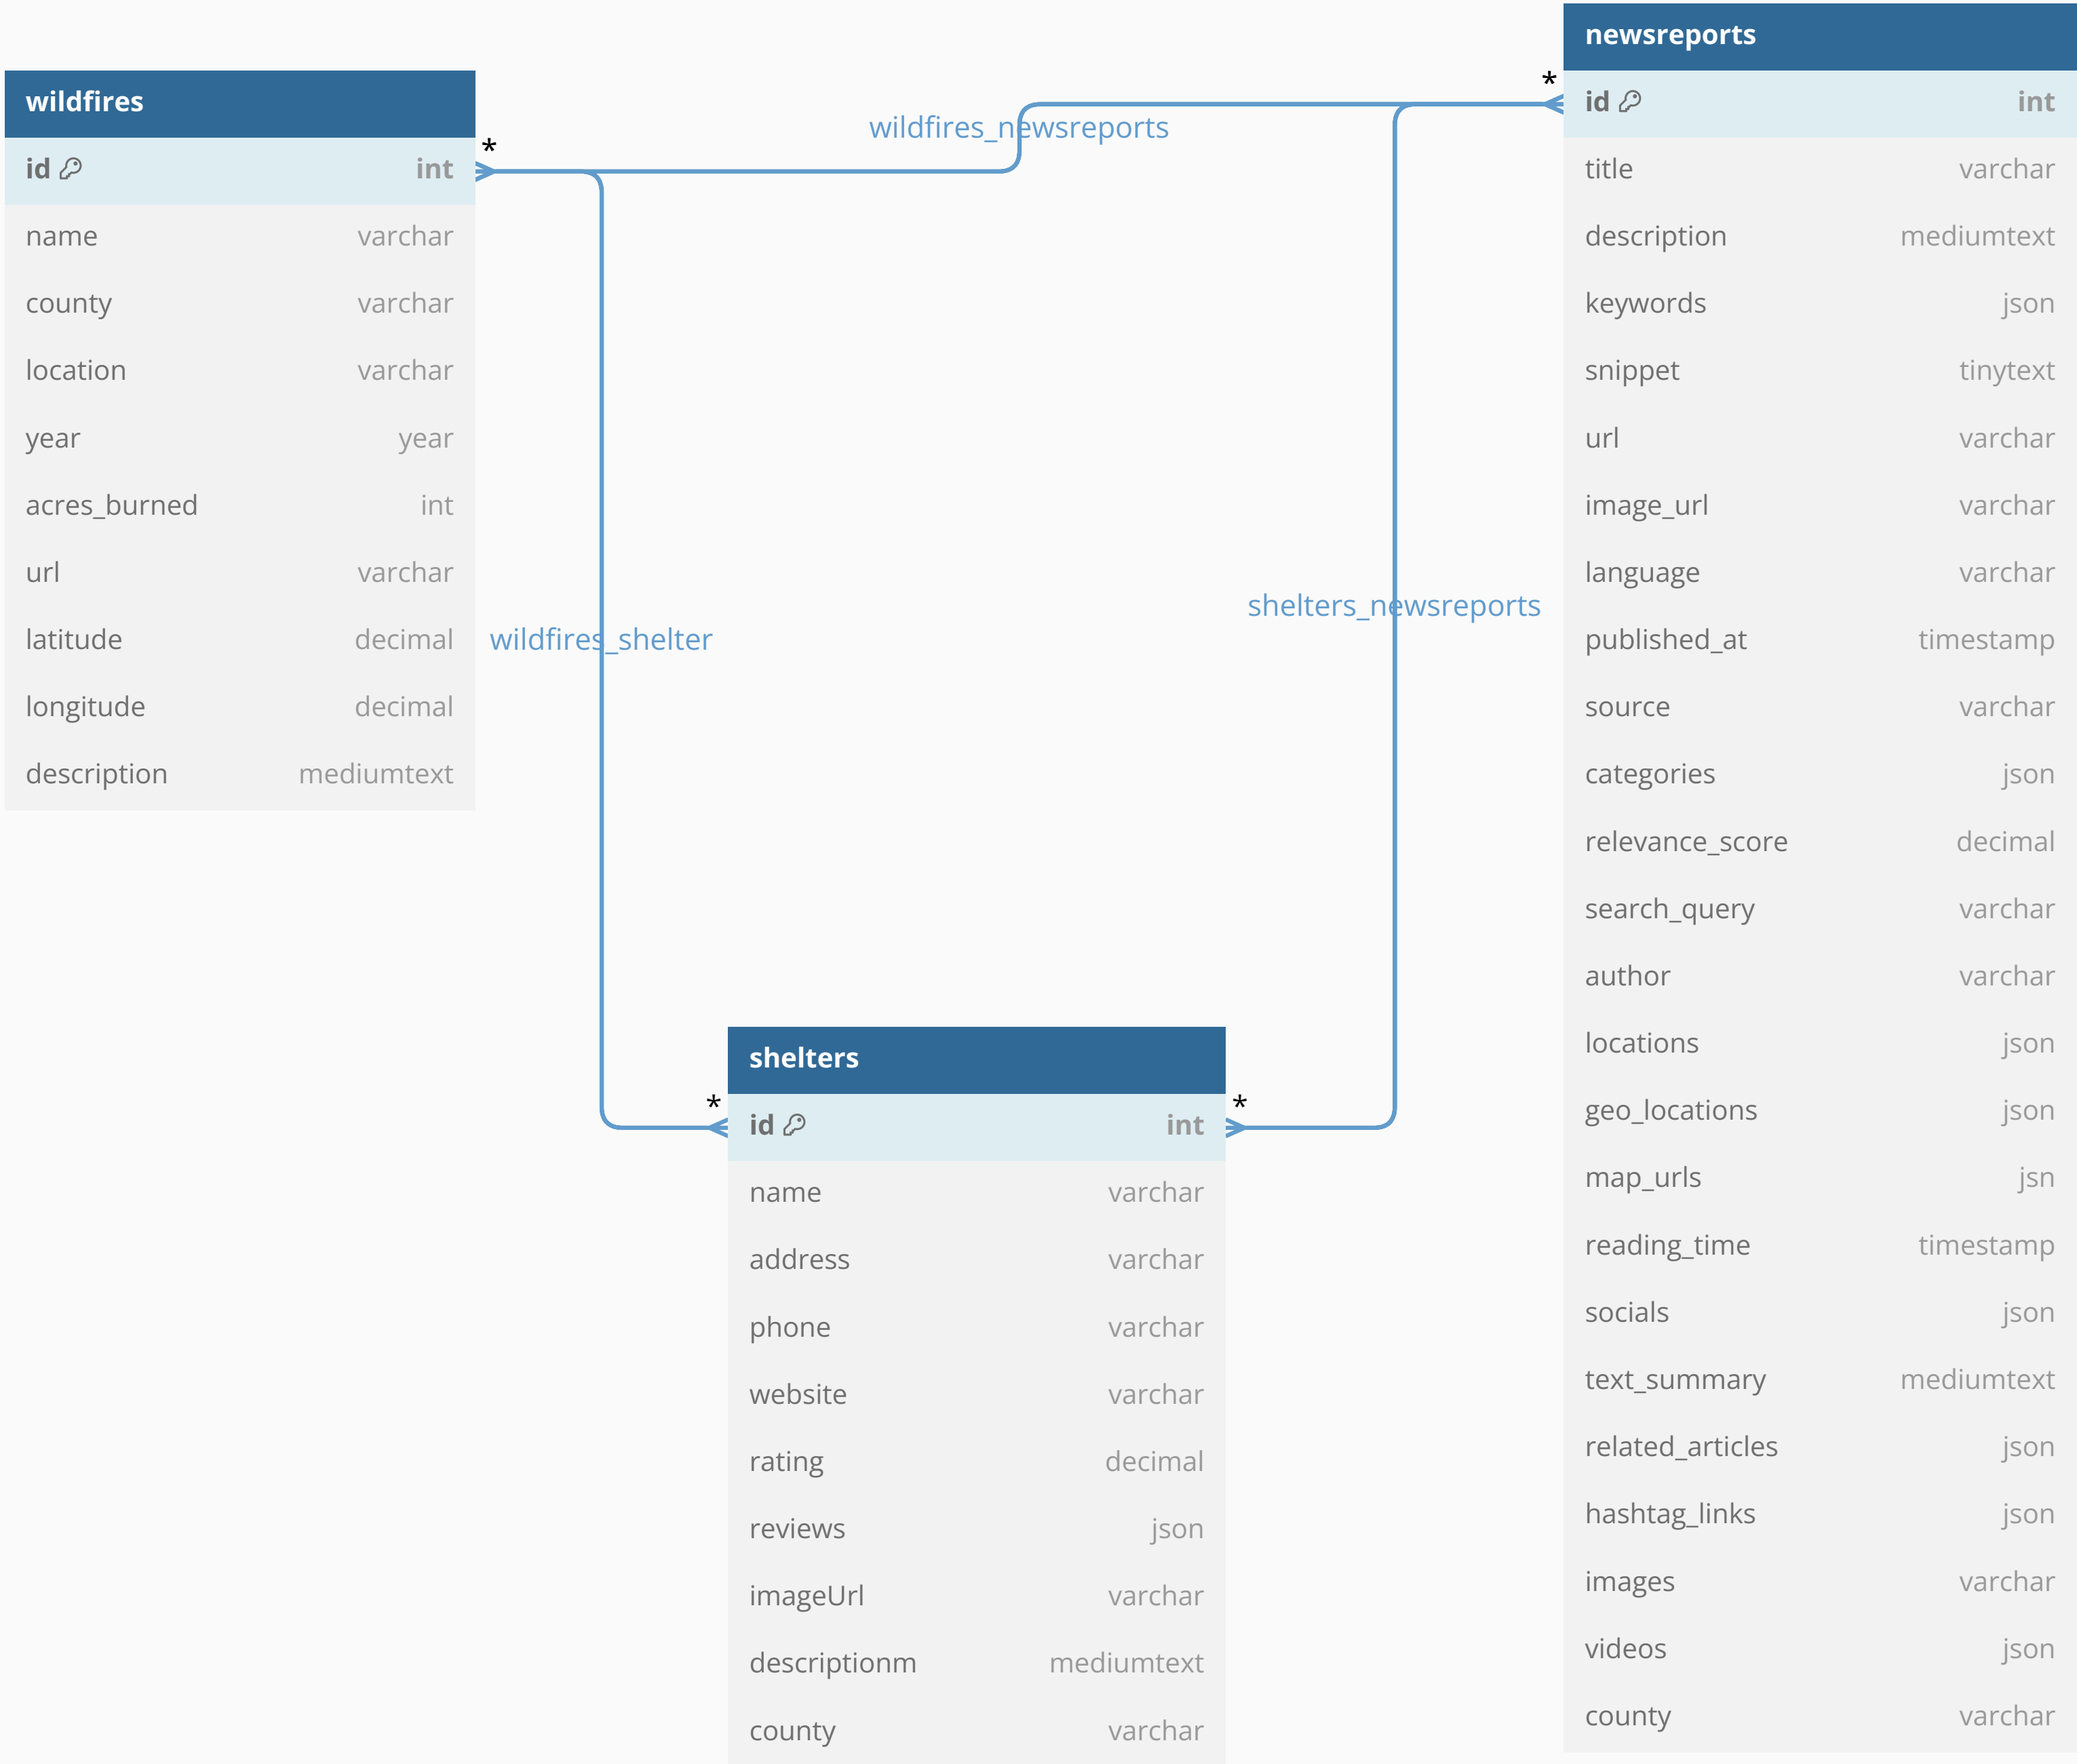 wildfires
id int
name varchar
county varchar
location varchar
year year
acres_burned int
url varchar
latitude decimal
longitude decimal
description mediumtext
*
wildfires_newsreports
*
wildfires_shelter
shelters_newsreports
*
*
shelters
id int
name varchar
address varchar
phone varchar
website varchar
rating decimal
reviews json
imageUrl varchar
descriptionm mediumtext
county varchar
newsreports
id int
title varchar
description mediumtext
keywords json
snippet tinytext
url varchar
image_url varchar
language varchar
published_at timestamp
source varchar
categories json
relevance_score decimal
search_query varchar
author varchar
locations json
geo_locations json
map_urls jsn
reading_time timestamp
socials json
text_summary mediumtext
related_articles json
hashtag_links json
images varchar
videos json
county varchar